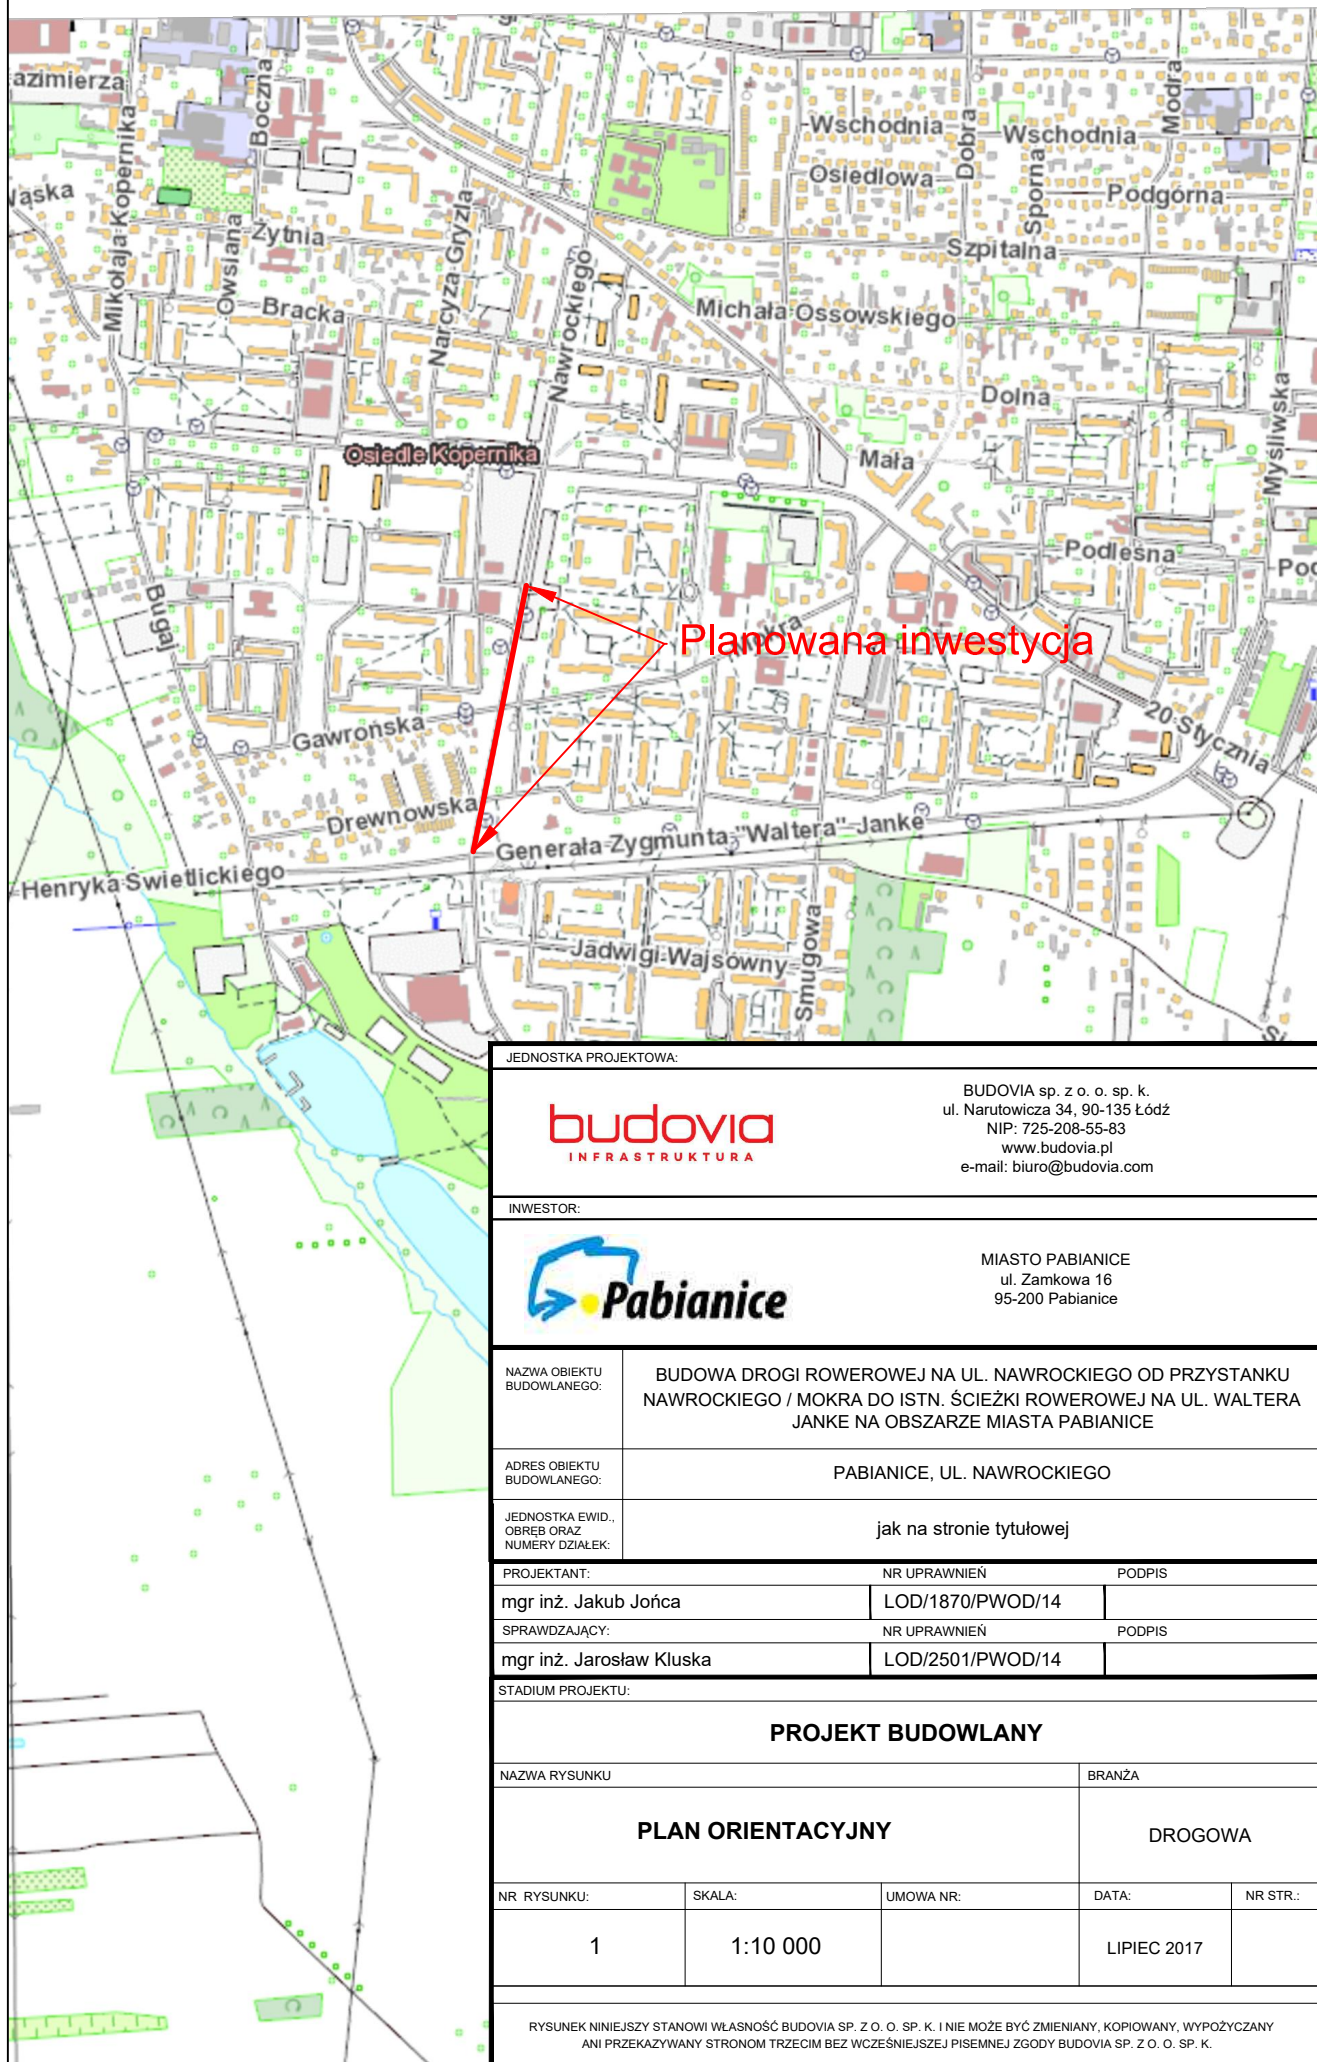 azimierza
Boczna
Modra
Wschodnia
Dobra
Wschodnia
Osiedlowa
Sporna
Podgórna
Mikołaja Kopernika
Owsiana
Żytnia
Narcyza Gryzla
Szpitalna
Bracka
Nawrockiego
Michała Ossowskiego
Dolna
Myśliwska
Osiedle Kopernika
Mała
Podleśna
Bugaj
Planowana inwestycja
20 Stycznia
Gawrońska
Drewnowska
Generała Zygmunta "Waltera" Janke
Henryka Świetlickiego
Jadwigi Wajsówny
Smugowa
JEDNOSTKA PROJEKTOWA:
budovia
INFRASTRUKTURA
BUDOVIA sp. z o. o. sp. k.
ul. Narutowicza 34, 90-135 Łódź
NIP: 725-208-55-83
www.budovia.pl
e-mail: biuro@budovia.com
INWESTOR:
Pabianice
MIASTO PABIANICE
ul. Zamkowa 16
95-200 Pabianice
NAZWA OBIEKTU
BUDOWLANEGO:
BUDOWA DROGI ROWEROWEJ NA UL. NAWROCKIEGO OD PRZYSTANKU
NAWROCKIEGO / MOKRA DO ISTN. ŚCIEŻKI ROWEROWEJ NA UL. WALTERA
JANKE NA OBSZARZE MIASTA PABIANICE
ADRES OBIEKTU
BUDOWLANEGO:
PABIANICE, UL. NAWROCKIEGO
JEDNOSTKA EWID.,
OBRĘB ORAZ
NUMERY DZIAŁEK:
jak na stronie tytułowej
PROJEKTANT: NR UPRAWNIEŃ PODPIS
mgr inż. Jakub Jońca LOD/1870/PWOD/14
SPRAWDZAJĄCY: NR UPRAWNIEŃ PODPIS
mgr inż. Jarosław Kluska LOD/2501/PWOD/14
STADIUM PROJEKTU:
PROJEKT BUDOWLANY
NAZWA RYSUNKU BRANŻA
PLAN ORIENTACYJNY DROGOWA
NR RYSUNKU: SKALA: UMOWA NR: DATA: NR STR.:
1 1:10 000 LIPIEC 2017
RYSUNEK NINIEJSZY STANOWI WŁASNOŚĆ BUDOVIA SP. Z O. O. SP. K. I NIE MOŻE BYĆ ZMIENIANY, KOPIOWANY, WYPOŻYCZANY
ANI PRZEKAZYWANY STRONOM TRZECIM BEZ WCZEŚNIEJSZEJ PISEMNEJ ZGODY BUDOVIA SP. Z O. O. SP. K.